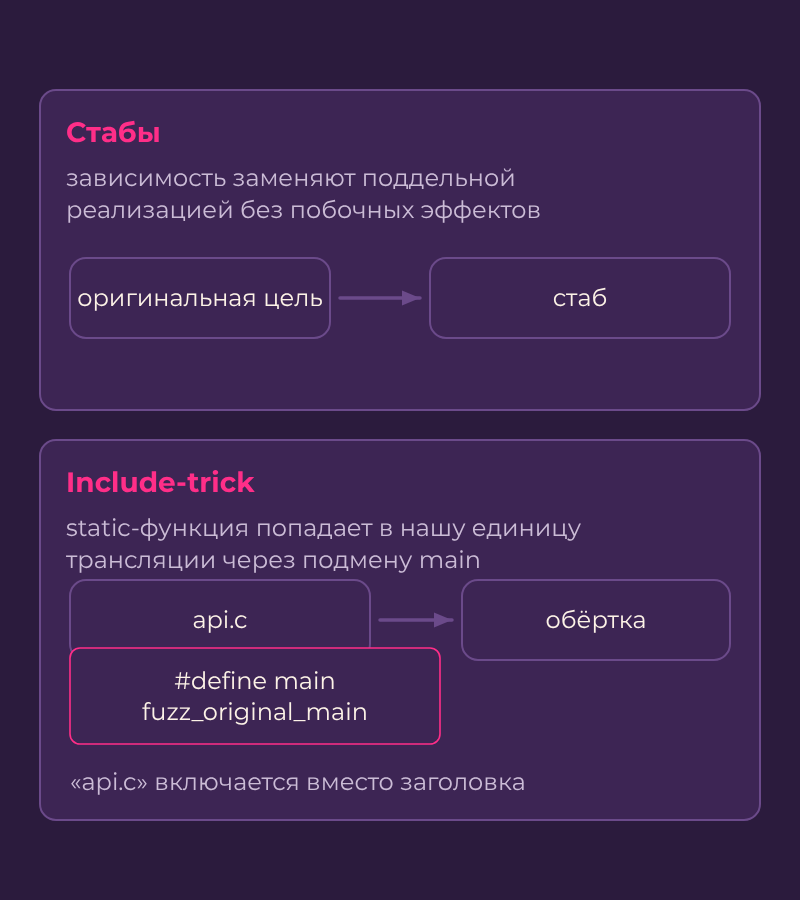 Стабы
зависимость заменяют поддельной
реализацией без побочных эффектов
оригинальная цель
стаб
Include-trick
static-функция попадает в нашу единицу
трансляции через подмену main
api.c
обёртка
#define main
fuzz_original_main
«api.c» включается вместо заголовка